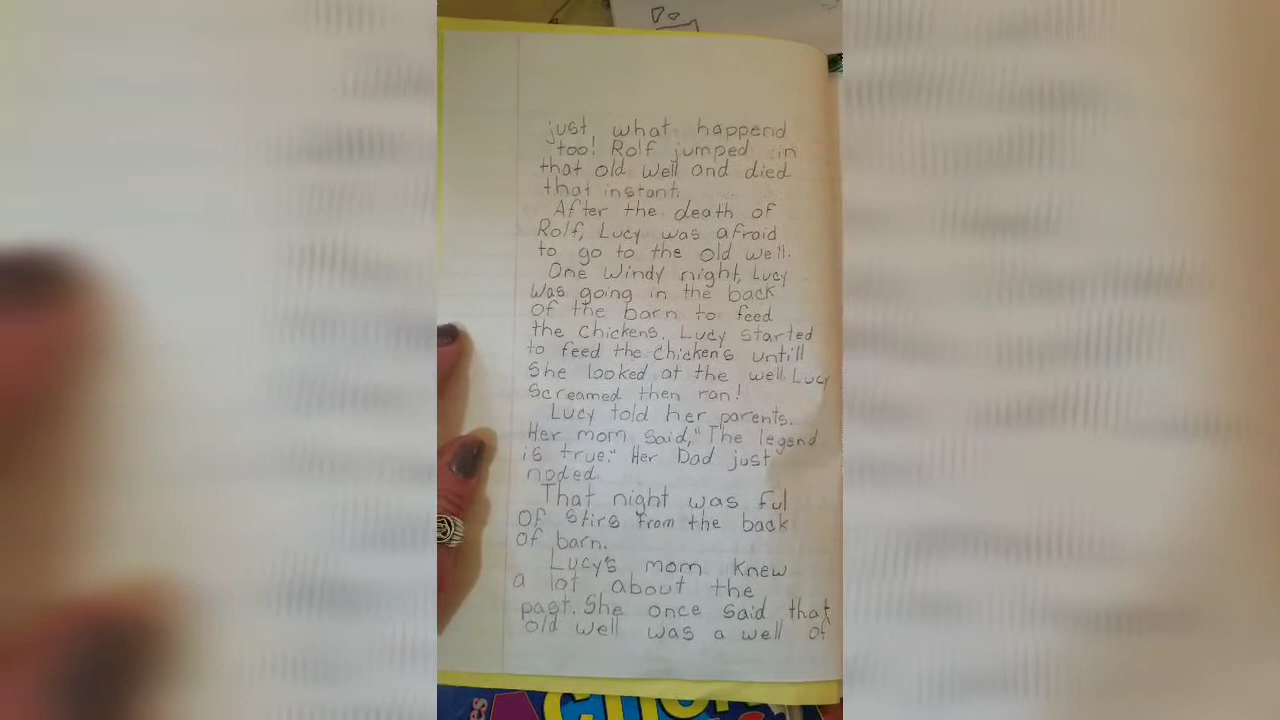 just what happend
too! Rolf jumped in
that old well and died
that instant.
After the death of
Rolf, Lucy was afraid
to go to the old well.
One windy night, Lucy
was going in the back
of the barn to feed
the chickens. Lucy started
to feed the chickens untill
She looked at the well. Lucy
Screamed then ran!
Lucy told her parents.
Her mom said, "The legend
is true." Her Dad just
noded.
That night was ful
of stirs from the back
of barn.
Lucy's mom knew
a lot about the
past. She once said that
old well was a well of